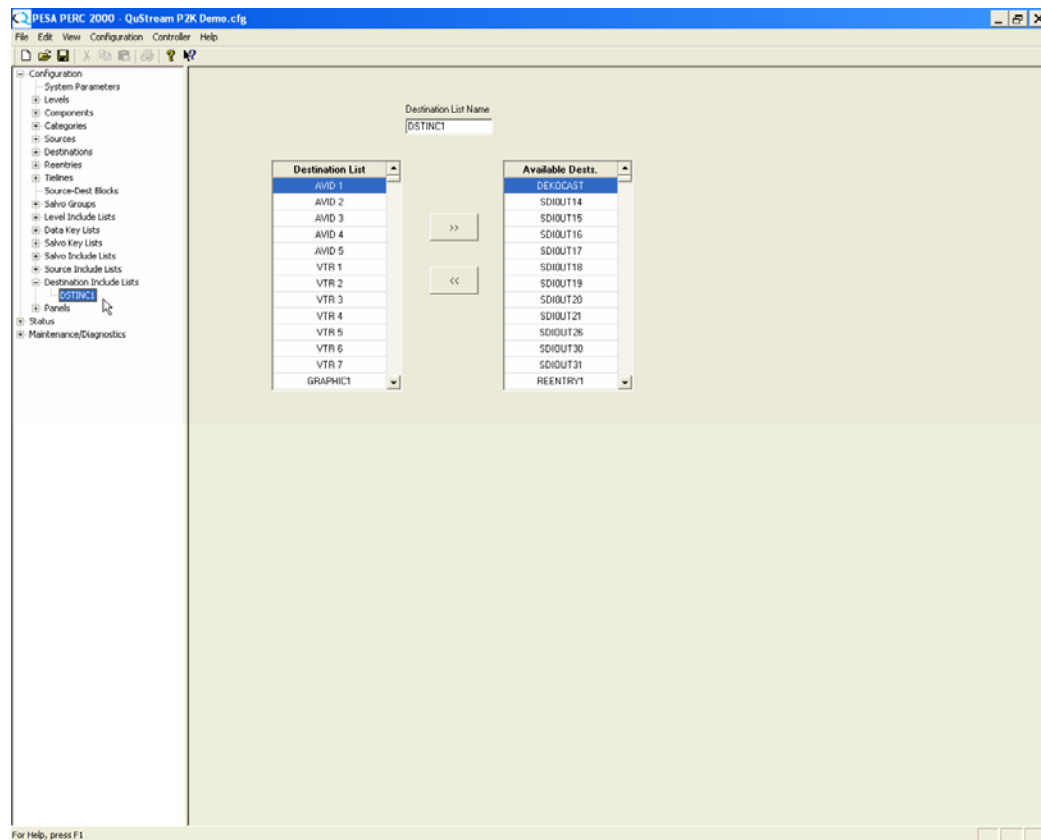 PESA PERC 2000 - QuStream P2K Demo.cfg
File Edit View Configuration Controller Help
Configuration
System Parameters
Levels
Components
Categories
Sources
Destinations
Reentries
Tielines
Source-Dest Blocks
Salvo Groups
Level Include Lists
Data Key Lists
Salvo Key Lists
Salvo Include Lists
Source Include Lists
Destination Include Lists
DSTINC1
Panels
Status
Maintenance/Diagnostics
Destination List Name
DSTINC1
Destination List
AVID 1
AVID 2
AVID 3
AVID 4
AVID 5
VTR 1
VTR 2
VTR 3
VTR 4
VTR 5
VTR 6
VTR 7
GRAPHIC1
>>
<<
Available Dests.
DEKOCAST
SDIOUT14
SDIOUT15
SDIOUT16
SDIOUT17
SDIOUT18
SDIOUT19
SDIOUT20
SDIOUT21
SDIOUT26
SDIOUT30
SDIOUT31
REENTRY1
For Help, press F1